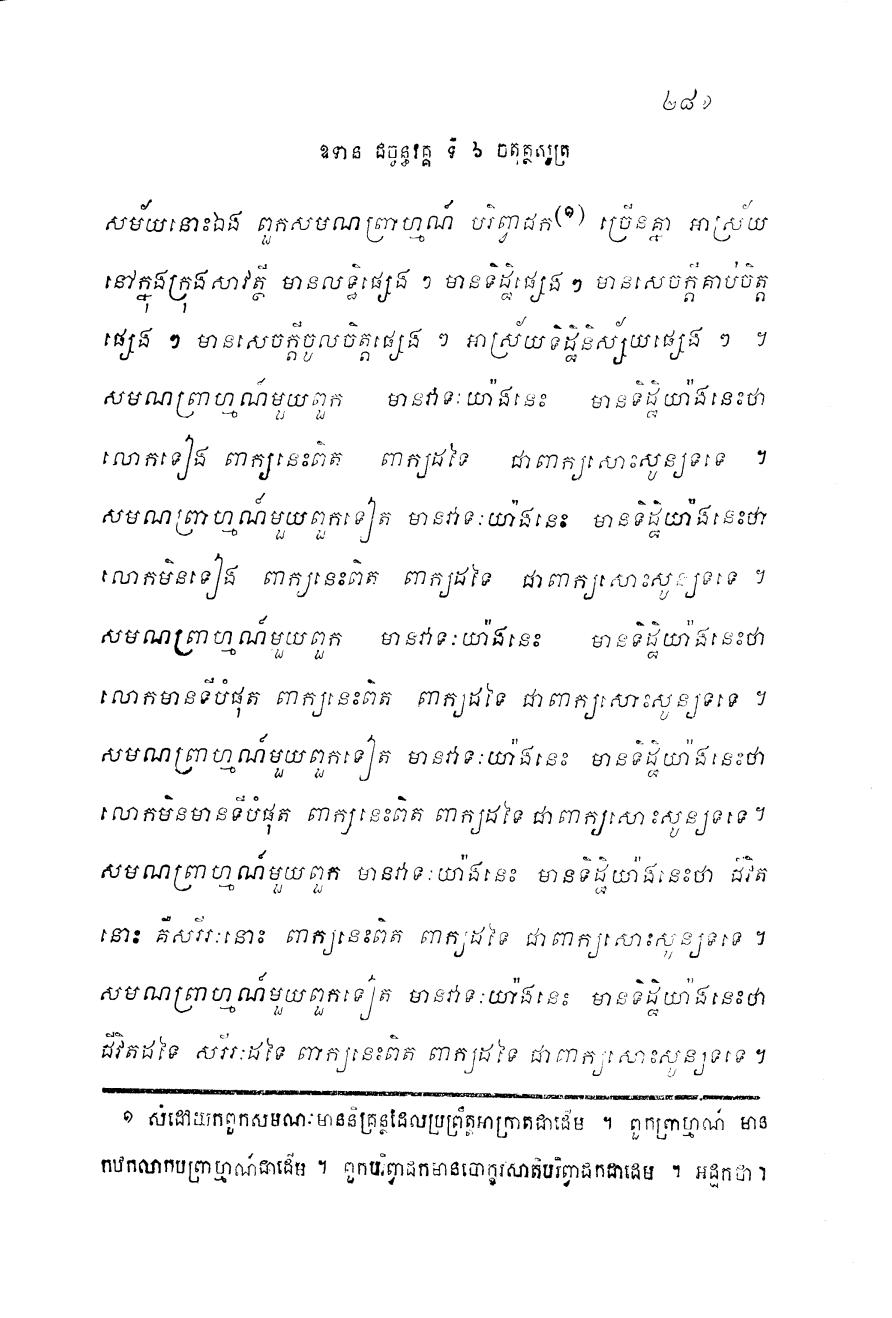 ២៨១
ឧទាន ជច្ចន្ធវគ្គ ទី ៦ ចតុត្ថសូត្រ
សម័យនោះឯង ពួកសមណព្រាហ្មណ៍ បរិព្វាជក(១) ច្រើនគ្នា អាស្រ័យ
នៅក្នុងក្រុងសាវត្ថី មានលទ្ធិផ្សេង ៗ មានទិដ្ឋិផ្សេង ៗ មានសេចក្តីគាប់ចិត្ត
ផ្សេង ៗ មានសេចក្តីចូលចិត្តផ្សេង ៗ អាស្រ័យទិដ្ឋិនិស្ស័យផ្សេង ៗ ។
សមណព្រាហ្មណ៍មួយពួក មានវាទៈយ៉ាងនេះ មានទិដ្ឋិយ៉ាងនេះថា
លោកទៀង ពាក្យនេះពិត ពាក្យដទៃ ជាពាក្យសោះសូន្យទទេ ។
សមណព្រាហ្មណ៍មួយពួកទៀត មានវាទៈយ៉ាងនេះ មានទិដ្ឋិយ៉ាងនេះថា
លោកមិនទៀង ពាក្យនេះពិត ពាក្យដទៃ ជាពាក្យសោះសូន្យទទេ ។
សមណព្រាហ្មណ៍មួយពួក មានវាទៈយ៉ាងនេះ មានទិដ្ឋិយ៉ាងនេះថា
លោកមានទីបំផុត ពាក្យនេះពិត ពាក្យដទៃ ជាពាក្យសោះសូន្យទទេ ។
សមណព្រាហ្មណ៍មួយពួកទៀត មានវាទៈយ៉ាងនេះ មានទិដ្ឋិយ៉ាងនេះថា
លោកមិនមានទីបំផុត ពាក្យនេះពិត ពាក្យដទៃ ជាពាក្យសោះសូន្យទទេ ។
សមណព្រាហ្មណ៍មួយពួក មានវាទៈយ៉ាងនេះ មានទិដ្ឋិយ៉ាងនេះថា ជីវិត
នោះ គឺសរីរៈនោះ ពាក្យនេះពិត ពាក្យដទៃ ជាពាក្យសោះសូន្យទទេ ។
សមណព្រាហ្មណ៍មួយពួកទៀត មានវាទៈយ៉ាងនេះ មានទិដ្ឋិយ៉ាងនេះថា
ជីវិតដទៃ សរីរៈដទៃ ពាក្យនេះពិត ពាក្យដទៃ ជាពាក្យសោះសូន្យទទេ ។
១ សំដៅយកពួកសមណៈមាននិគ្រន្ថដែលប្រព្រឹត្តអាក្រាតជាដើម ។ ពួកព្រាហ្មណ៍ មាន
កឋកលាកបព្រាហ្មណ៍ជាដើម ។ ពួកបរិព្វាជកមានបោក្ខរសាតិបរិព្វាជកជាដើម ។ អដ្ឋកថា ។